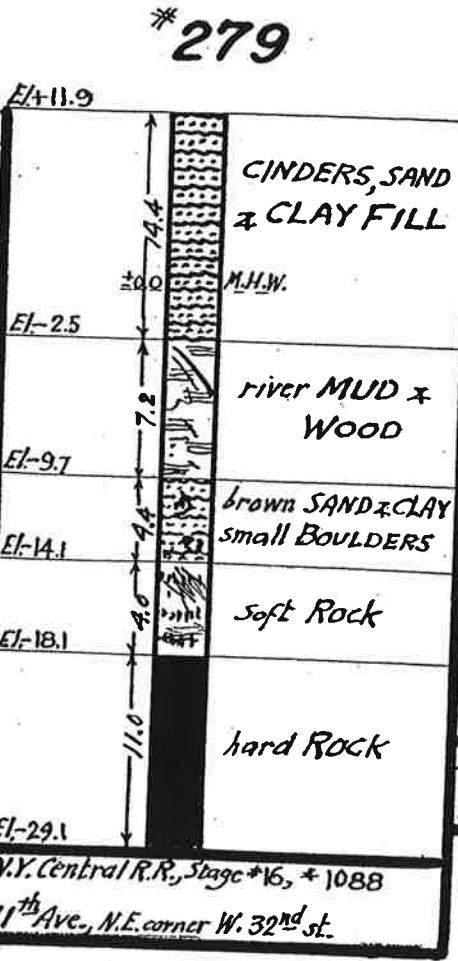 #279
El.+11.9
CINDERS, SAND
& CLAY FILL
14.4
±0.0
M.H.W.
El.-2.5
river MUD &
WOOD
7.2
El.-9.7
brown SAND & CLAY
small BOULDERS
4.4
El.-14.1
soft Rock
4.0
El.-18.1
hard Rock
11.0
El.-29.1
N.Y. Central R.R., Stage #16, #1088
11th Ave., N.E. corner W. 32nd st.